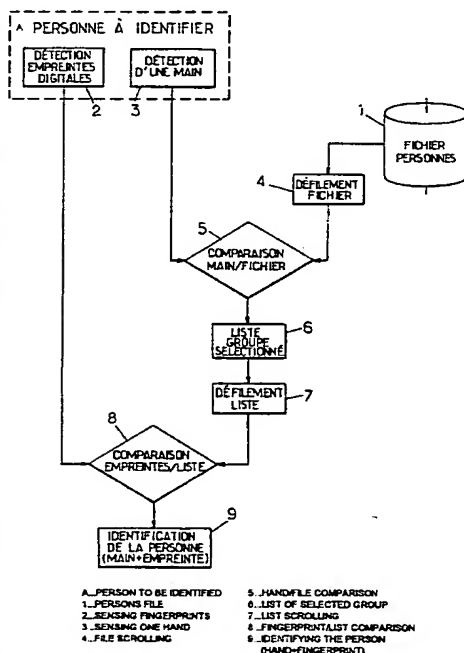 A PERSONNE À IDENTIFIER
DÉTECTION
EMPREINTES
DIGITALES
2
DÉTECTION
D'UNE MAIN
3
1
FICHIER
PERSONNES
4
DÉFILEMENT
FICHIER
5
COMPARAISON
MAIN/FICHIER
LISTE
GROUPE
SELECTIONNÉ
6
DÉFILEMENT
LISTE
7
8
COMPARAISON
EMPREINTES/LISTE
IDENTIFICATION
DE LA PERSONNE
(MAIN+EMPREINTE)
9
A...PERSON TO BE IDENTIFIED
1...PERSONS FILE
2...SENSING FINGERPRINTS
3...SENSING ONE HAND
4...FILE SCROLLING
5...HAND/FILE COMPARISON
6...LIST OF SELECTED GROUP
7...LIST SCROLLING
8...FINGERPRINT/LIST COMPARISON
9...IDENTIFYING THE PERSON
(HAND+FINGERPRINT)